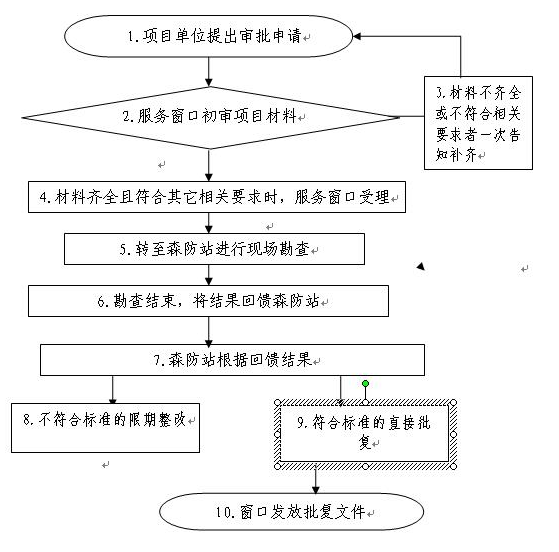 1.项目单位提出审批申请
2.服务窗口初审项目材料
3.材料不齐全
或不符合相关
要求者一次告
知补齐
4.材料齐全且符合其它相关要求时，服务窗口受理
5.转至森防站进行现场勘查
6.勘查结束，将结果回馈森防站
7.森防站根据回馈结果
8.不符合标准的限期整改
9.符合标准的直接批
复
10.窗口发放批复文件